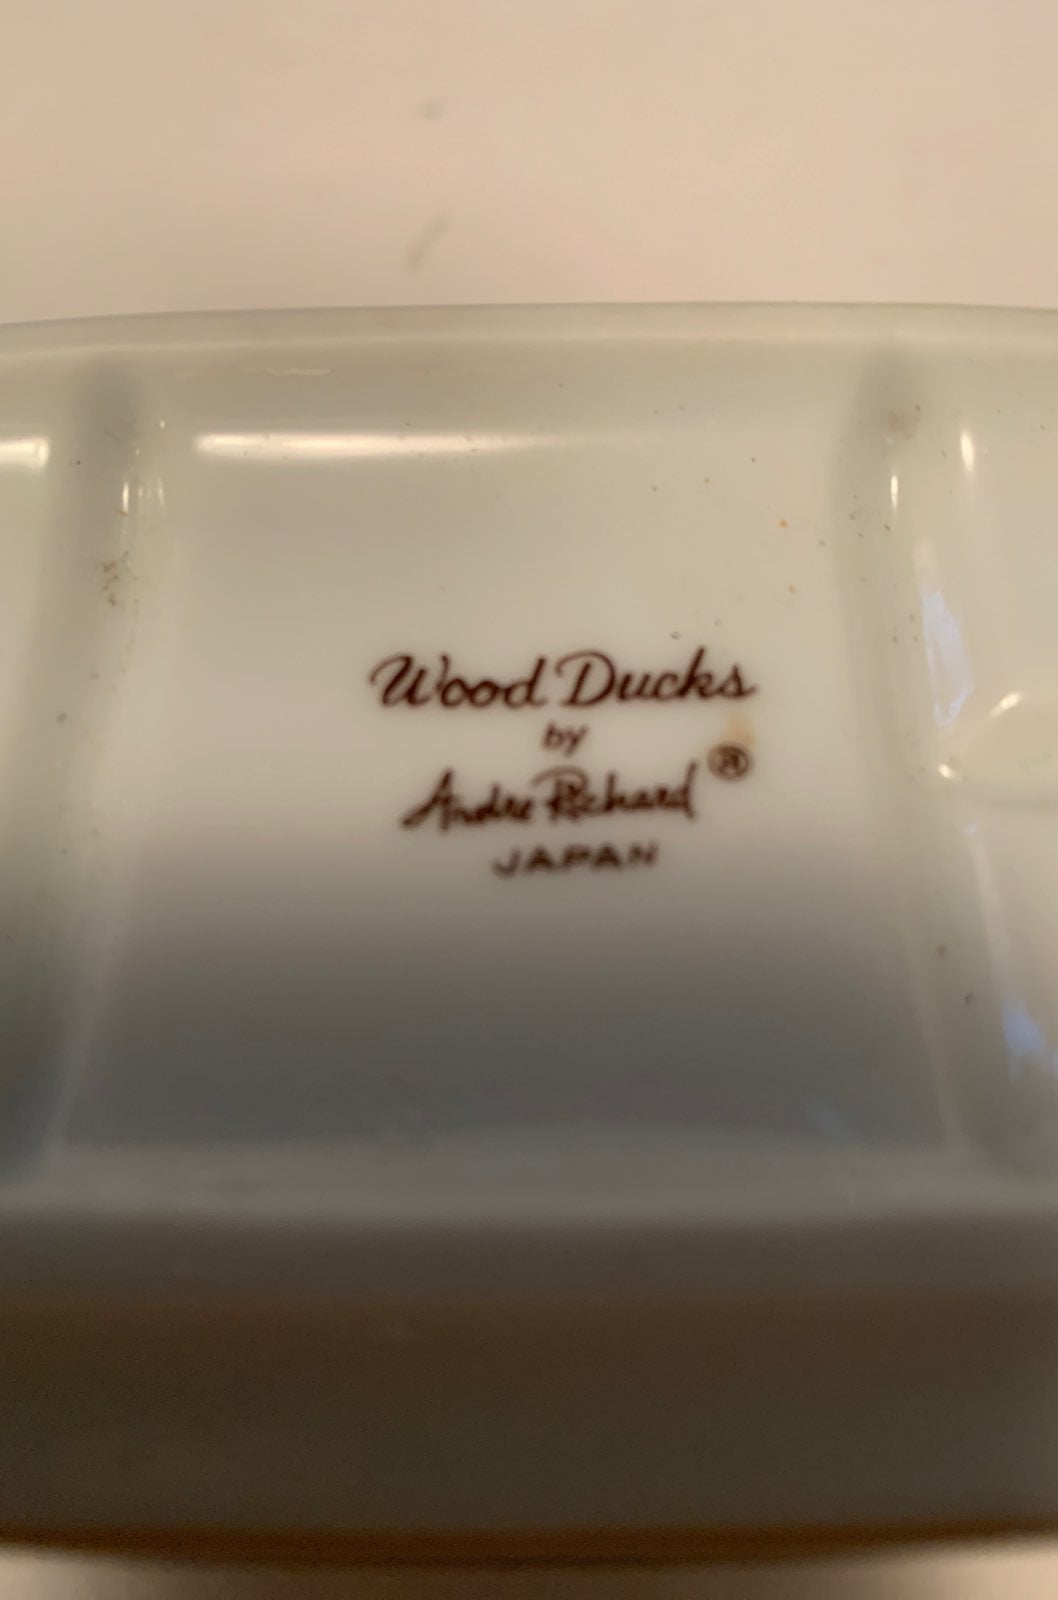 Wood Ducks
by
Andre Richard ®
JAPAN